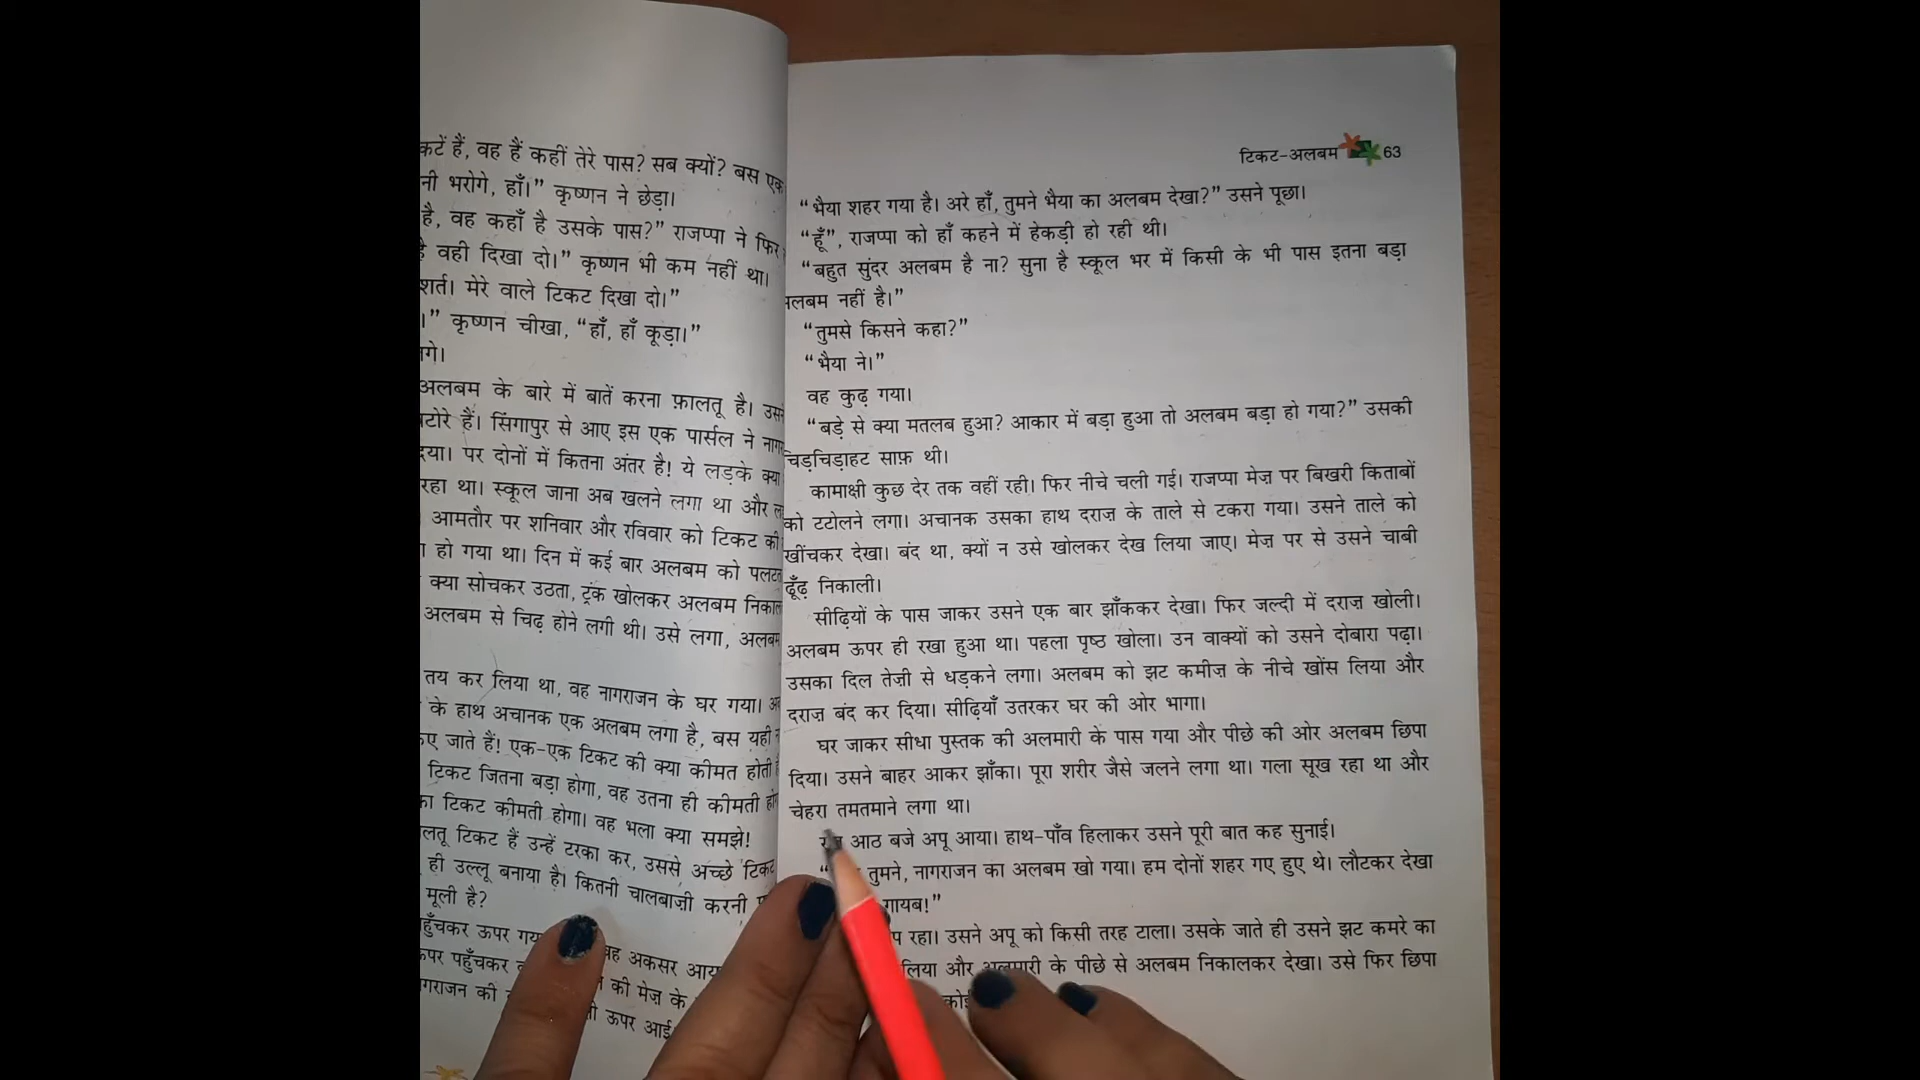 कटें हैं, वह हैं कहीं तेरे पास? सब क्यों? बस एक
नी भरोगे, हाँ।” कृष्णन ने छेड़ा।
है, वह कहाँ है उसके पास?” राजप्पा ने फिर
है वही दिखा दो।” कृष्णन भी कम नहीं था।
शर्त। मेरे वाले टिकट दिखा दो।”
।” कृष्णन चीखा, “हाँ, हाँ कूड़ा।”
गे।
अलबम के बारे में बातें करना फ़ालतू है। उस
टोरे हैं। सिंगापुर से आए इस एक पार्सल ने नाग
दया। पर दोनों में कितना अंतर है! ये लड़के क्या
रहा था। स्कूल जाना अब खलने लगा था और
आमतौर पर शनिवार और रविवार को टिकट की
हो गया था। दिन में कई बार अलबम को पलट
क्या सोचकर उठता, ट्रंक खोलकर अलबम निकाल
अलबम से चिढ़ होने लगी थी। उसे लगा, अलबम
तय कर लिया था, वह नागराजन के घर गया।
के हाथ अचानक एक अलबम लगा है, बस यही
जाते हैं! एक-एक टिकट की क्या कीमत होती
टिकट जितना बड़ा होगा, वह उतना ही कीमती
का टिकट कीमती होगा। वह भला क्या समझे!
लतू टिकट हैं उन्हें टरका कर, उससे अच्छे टिकट
ही उल्लू बनाया है। कितनी चालबाज़ी करनी
मूली है?
हुँचकर ऊपर गय वह अकसर आय
पर पहुँचकर की मेज़ के
गराजन की ऊपर आई
टिकट-अलबम 63
“भैया शहर गया है। अरे हाँ, तुमने भैया का अलबम देखा?” उसने पूछा।
“हूँ”, राजप्पा को हाँ कहने में हेकड़ी हो रही थी।
“बहुत सुंदर अलबम है ना? सुना है स्कूल भर में किसी के भी पास इतना बड़ा
लबम नहीं है।”
“तुमसे किसने कहा?”
“भैया ने।”
वह कुढ़ गया।
“बड़े से क्या मतलब हुआ? आकार में बड़ा हुआ तो अलबम बड़ा हो गया?” उसकी
चिड़चिड़ाहट साफ़ थी।
कामाक्षी कुछ देर तक वहीं रही। फिर नीचे चली गई। राजप्पा मेज़ पर बिखरी किताबों
को टटोलने लगा। अचानक उसका हाथ दराज़ के ताले से टकरा गया। उसने ताले को
खींचकर देखा। बंद था, क्यों न उसे खोलकर देख लिया जाए। मेज़ पर से उसने चाबी
ढूँढ़ निकाली।
सीढ़ियों के पास जाकर उसने एक बार झाँककर देखा। फिर जल्दी में दराज़ खोली।
अलबम ऊपर ही रखा हुआ था। पहला पृष्ठ खोला। उन वाक्यों को उसने दोबारा पढ़ा।
उसका दिल तेज़ी से धड़कने लगा। अलबम को झट कमीज़ के नीचे खोंस लिया और
दराज़ बंद कर दिया। सीढ़ियाँ उतरकर घर की ओर भागा।
घर जाकर सीधा पुस्तक की अलमारी के पास गया और पीछे की ओर अलबम छिपा
दिया। उसने बाहर आकर झाँका। पूरा शरीर जैसे जलने लगा था। गला सूख रहा था और
चेहरा तमतमाने लगा था।
आठ बजे अपू आया। हाथ-पाँव हिलाकर उसने पूरी बात कह सुनाई।
तुमने, नागराजन का अलबम खो गया। हम दोनों शहर गए हुए थे। लौटकर देखा
गायब!”
प रहा। उसने अपू को किसी तरह टाला। उसके जाते ही उसने झट कमरे का
लिया और अलमारी के पीछे से अलबम निकालकर देखा। उसे फिर छिपा